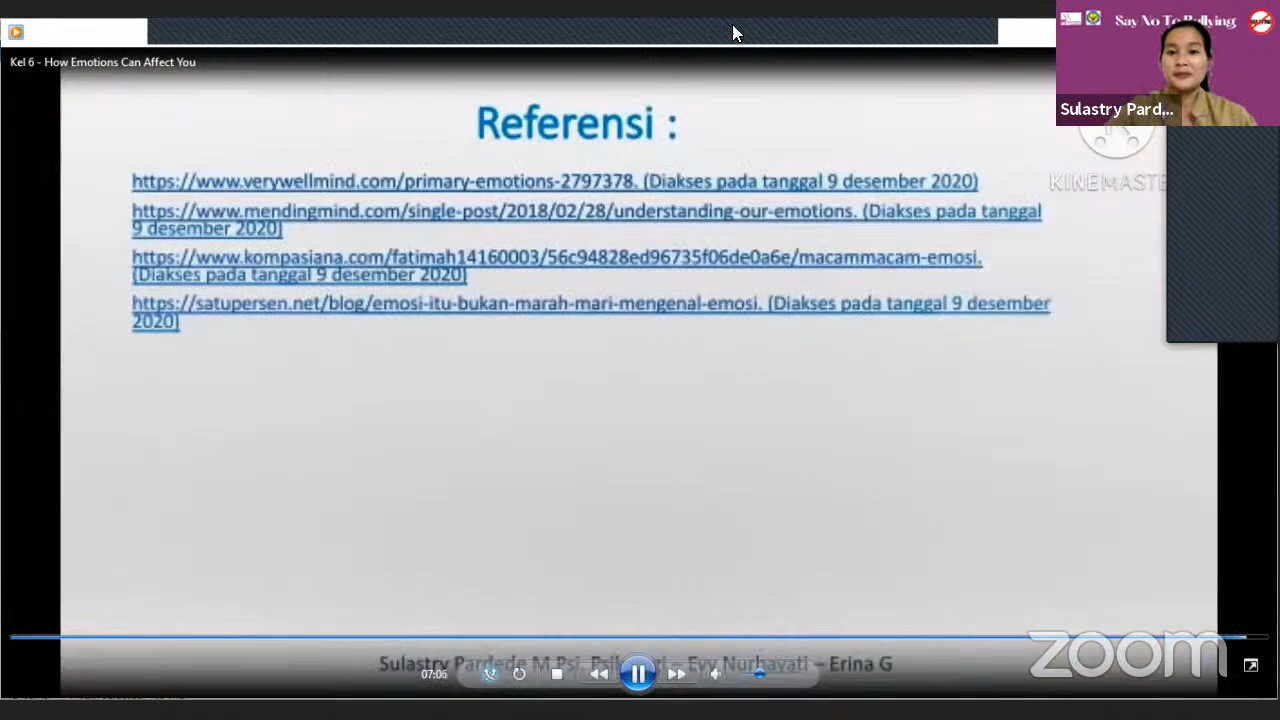 Say No To Bullying
Kel 6 - How Emotions Can Affect You
Sulastry Pard...
Referensi :
KINEMASTE
https://www.verywellmind.com/primary-emotions-2797378. (Diakses pada tanggal 9 desember 2020)
https://www.mendingmind.com/single-post/2018/02/28/understanding-our-emotions. (Diakses pada tanggal
9 desember 2020)
https://www.kompasiana.com/fatimah14160003/56c94828ed96735f06de0a6e/macammacam-emosi.
(Diakses pada tanggal 9 desember 2020)
https://satupersen.net/blog/emosi-itu-bukan-marah-mari-mengenal-emosi. (Diakses pada tanggal 9 desember
2020)
zoom
Sulastry Pardede M.Psi, – Evy Nurhayati – Erina G
07:06